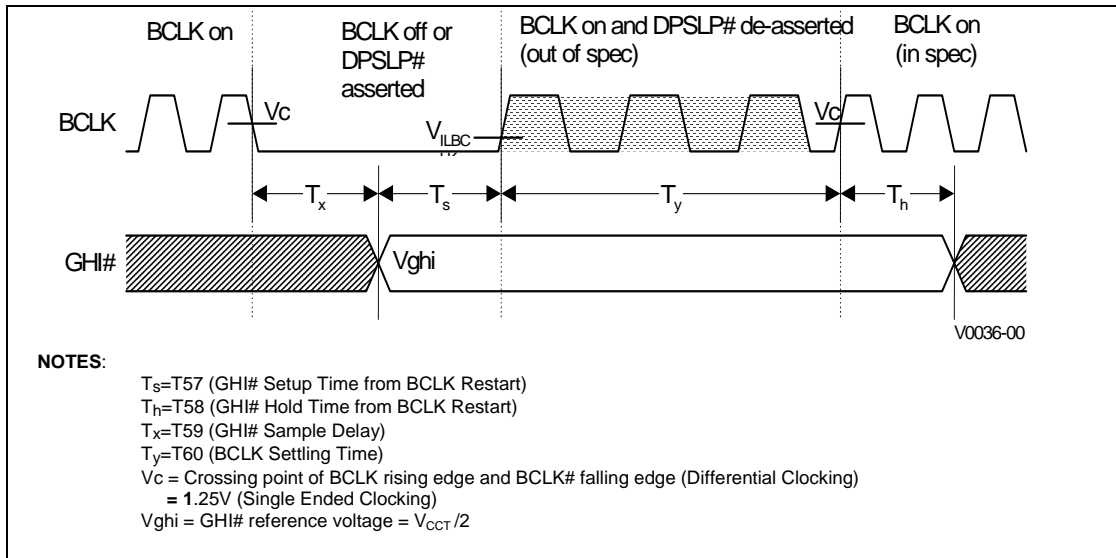 BCLK on
BCLK off or
DPSLP#
asserted
BCLK on and DPSLP# de-asserted
(out of spec)
BCLK on
(in spec)
BCLK
Vc
VILBC
Vc
Tx
Ts
Ty
Th
GHI#
Vghi
V0036-00
NOTES:
Ts=T57 (GHI# Setup Time from BCLK Restart)
Th=T58 (GHI# Hold Time from BCLK Restart)
Tx=T59 (GHI# Sample Delay)
Ty=T60 (BCLK Settling Time)
Vc = Crossing point of BCLK rising edge and BCLK# falling edge (Differential Clocking)
= 1.25V (Single Ended Clocking)
Vghi = GHI# reference voltage = VCCT/2